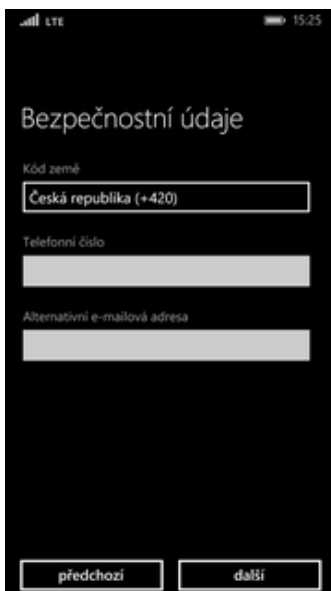 LTE 15:25
Bezpečnostní údaje
Kód země
Česká republika (+420)
Telefonní číslo
Alternativní e-mailová adresa
předchozí další